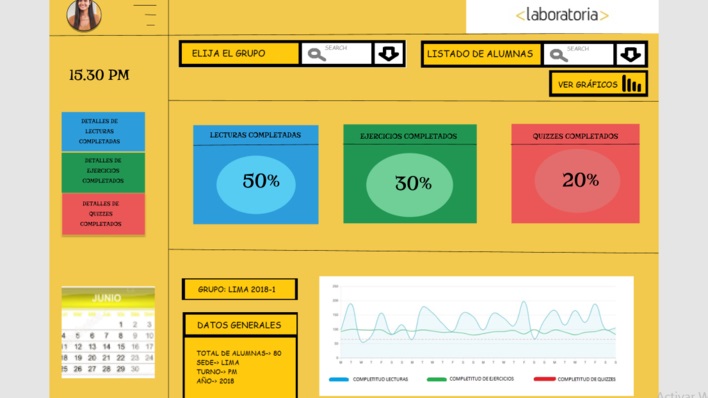 <laboratoria>
ELIJA EL GRUPO
SEARCH
LISTADO DE ALUMNAS
SEARCH
15.30 PM
VER GRÁFICOS
DETALLES DE
LECTURAS
COMPLETADAS
DETALLES DE
EJERCICIOS
COMPLETADOS
DETALLES DE
QUIZZES
COMPLETADOS
LECTURAS COMPLETADAS
50%
EJERCICIOS COMPLETADOS
30%
QUIZZES COMPLETADOS
20%
JUNIO
1 2 3
4 5 6 7 8 9 10
11 12 13 14 15 16 17
18 19 20 21 22 23 24
25 26 27 28 29 30
GRUPO: LIMA 2018-1
DATOS GENERALES
TOTAL DE ALUMNAS-> 80
SEDE-> LIMA
TURNO-> PM
AÑO-> 2018
COMPLETITUD LECTURAS
COMPLETITUD DE EJERCICIOS
COMPLETITUD DE QUIZZES
Activar W